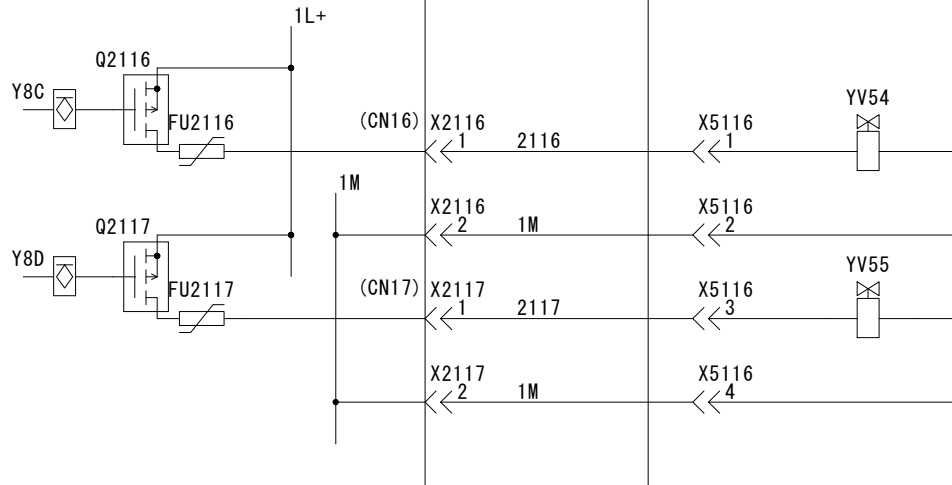 1L+
Q2116
Y8C
FU2116
(CN16)
X2116
1
2116
X5116
1
YV54
1M
X2116
2
1M
X5116
2
Q2117
Y8D
FU2117
(CN17)
X2117
1
2117
X5116
3
YV55
X2117
2
1M
X5116
4